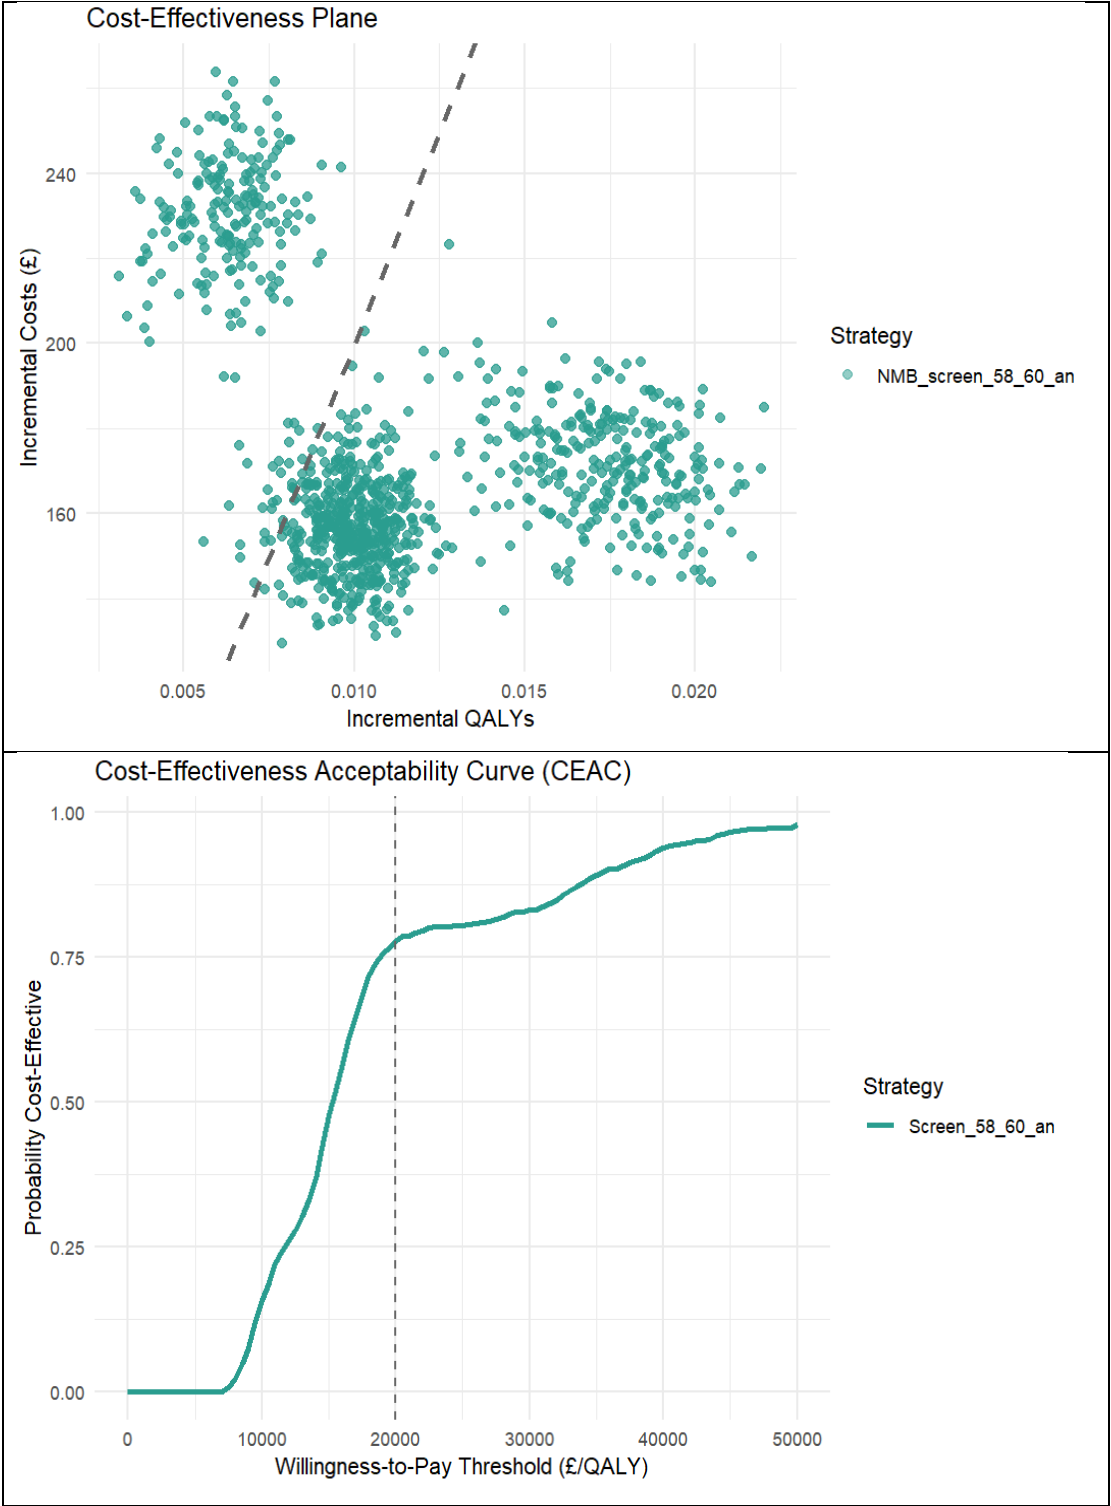 Cost-Effectiveness Plane
Incremental Costs (£)
240
200
160
0.005 0.010 0.015 0.020
Incremental QALYs
Strategy
NMB_screen_58_60_an
Cost-Effectiveness Acceptability Curve (CEAC)
Probability Cost-Effective
1.00
0.75
0.50
0.25
0.00
0 10000 20000 30000 40000 50000
Willingness-to-Pay Threshold (£/QALY)
Strategy
Screen_58_60_an